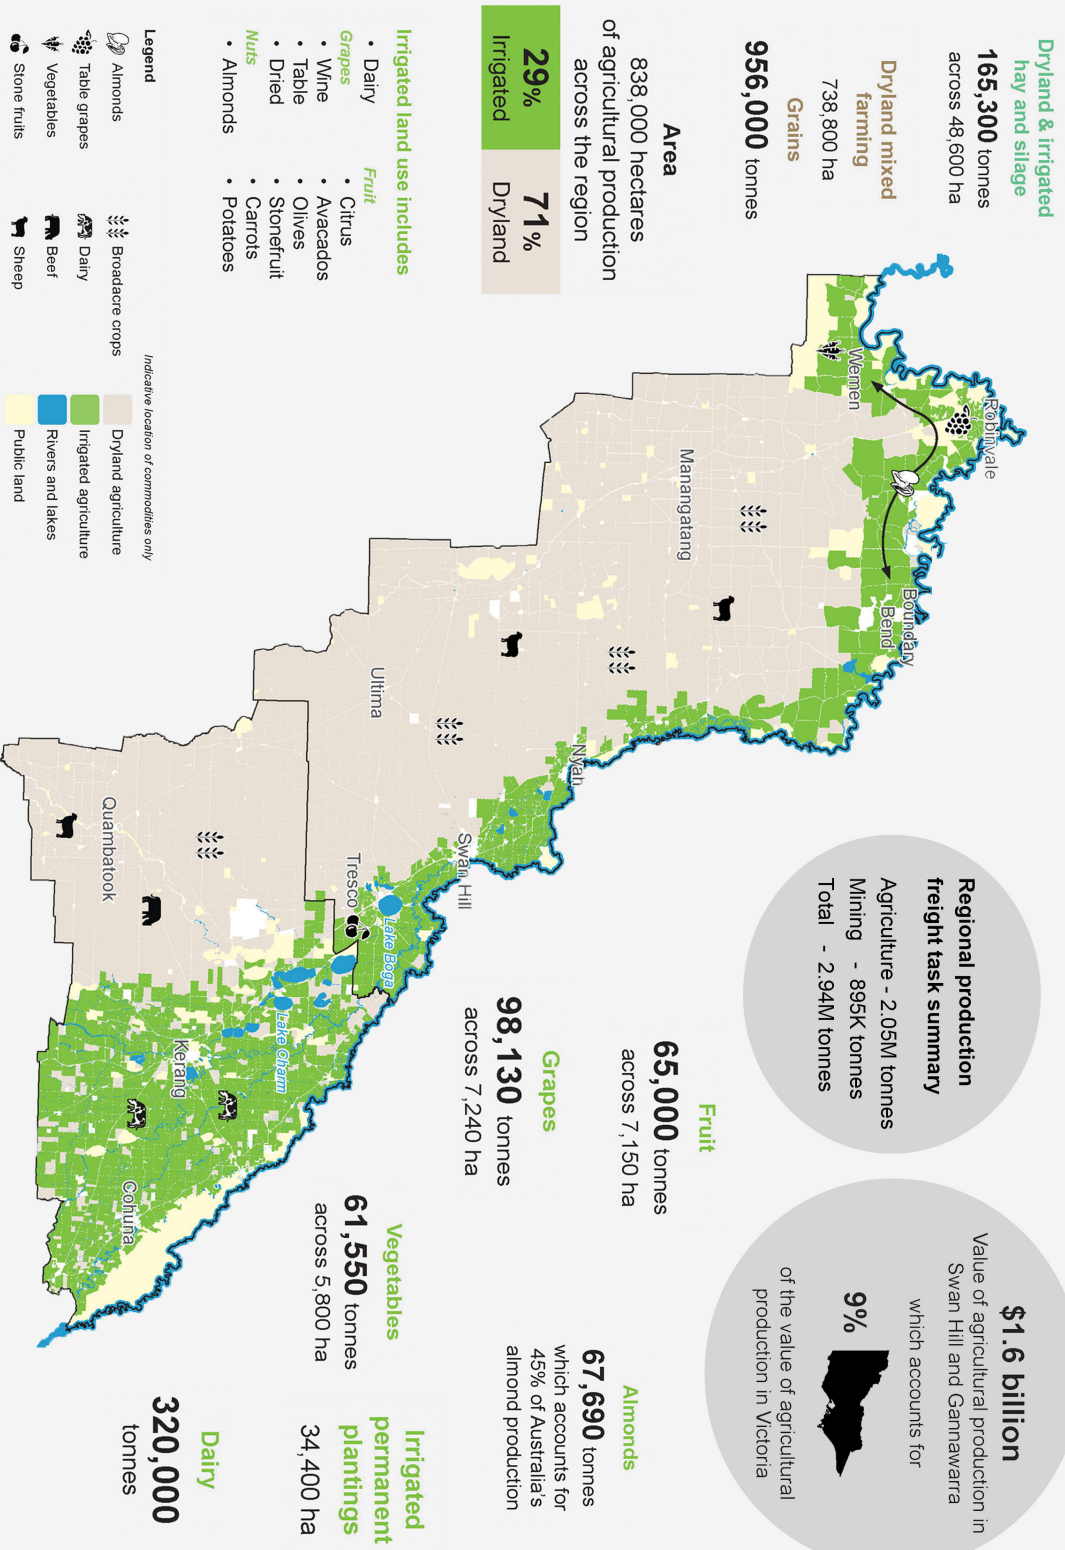 Dryland & irrigated
hay and silage
165,300 tonnes
across 48,600 ha
Dryland mixed
farming
738,800 ha
Grains
956,000 tonnes
Area
838,000 hectares
of agricultural production
across the region
29%
Irrigated
71%
Dryland
Irrigated land use includes
• Dairy
Grapes
• Wine
• Table
• Dried
Nuts
• Almonds
Fruit
• Citrus
• Avacados
• Olives
• Stonefruit
• Carrots
• Potatoes
Legend
Almonds
Table grapes
Vegetables
Stone fruits
Broadacre crops
Dairy
Beef
Sheep
Indicative location of commodities only
Dryland agriculture
Irrigated agriculture
Rivers and lakes
Public land
Robinvale
Wemen
Boundary
Bend
Manangatang
Nyah
Ultima
Swan Hill
Lake Boga
Tresco
Quambatook
Lake Charm
Kerang
Cohuna
Regional production
freight task summary
Agriculture - 2.05M tonnes
Mining - 895K tonnes
Total - 2.94M tonnes
$1.6 billion
Value of agricultural production in
Swan Hill and Gannawarra
which accounts for
9%
of the value of agricultural
production in Victoria
Fruit
65,000 tonnes
across 7,150 ha
Grapes
98,130 tonnes
across 7,240 ha
Almonds
67,690 tonnes
which accounts for
45% of Australia's
almond production
Vegetables
61,550 tonnes
across 5,800 ha
Irrigated
permanent
plantings
34,400 ha
Dairy
320,000
tonnes